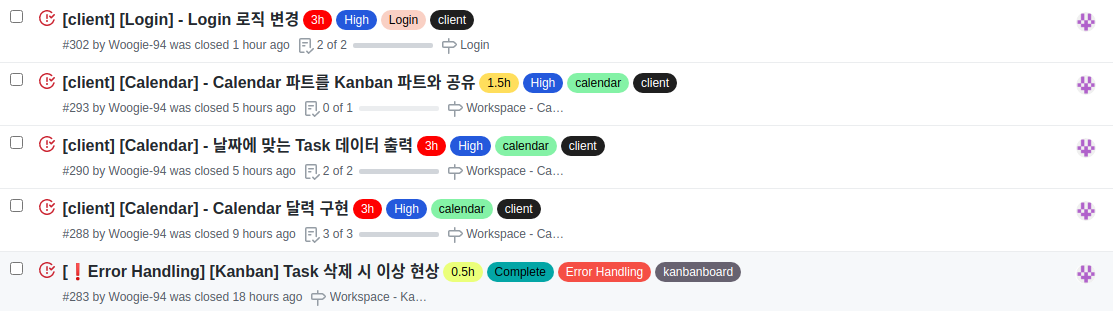 [client] [Login] - Login 로직 변경 3h High Login client
#302 by Woogie-94 was closed 1 hour ago 2 of 2 Login
[client] [Calendar] - Calendar 파트를 Kanban 파트와 공유 1.5h High calendar client
#293 by Woogie-94 was closed 5 hours ago 0 of 1 Workspace - Ca…
[client] [Calendar] - 날짜에 맞는 Task 데이터 출력 3h High calendar client
#290 by Woogie-94 was closed 5 hours ago 2 of 2 Workspace - Ca…
[client] [Calendar] - Calendar 달력 구현 3h High calendar client
#288 by Woogie-94 was closed 9 hours ago 3 of 3 Workspace - Ca…
[❗Error Handling] [Kanban] Task 삭제 시 이상 현상 0.5h Complete Error Handling kanbanboard
#283 by Woogie-94 was closed 18 hours ago Workspace - Ka…